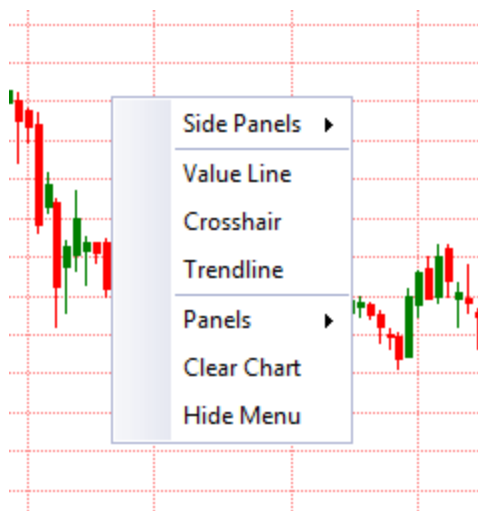 Side Panels
Value Line
Crosshair
Trendline
Panels
Clear Chart
Hide Menu